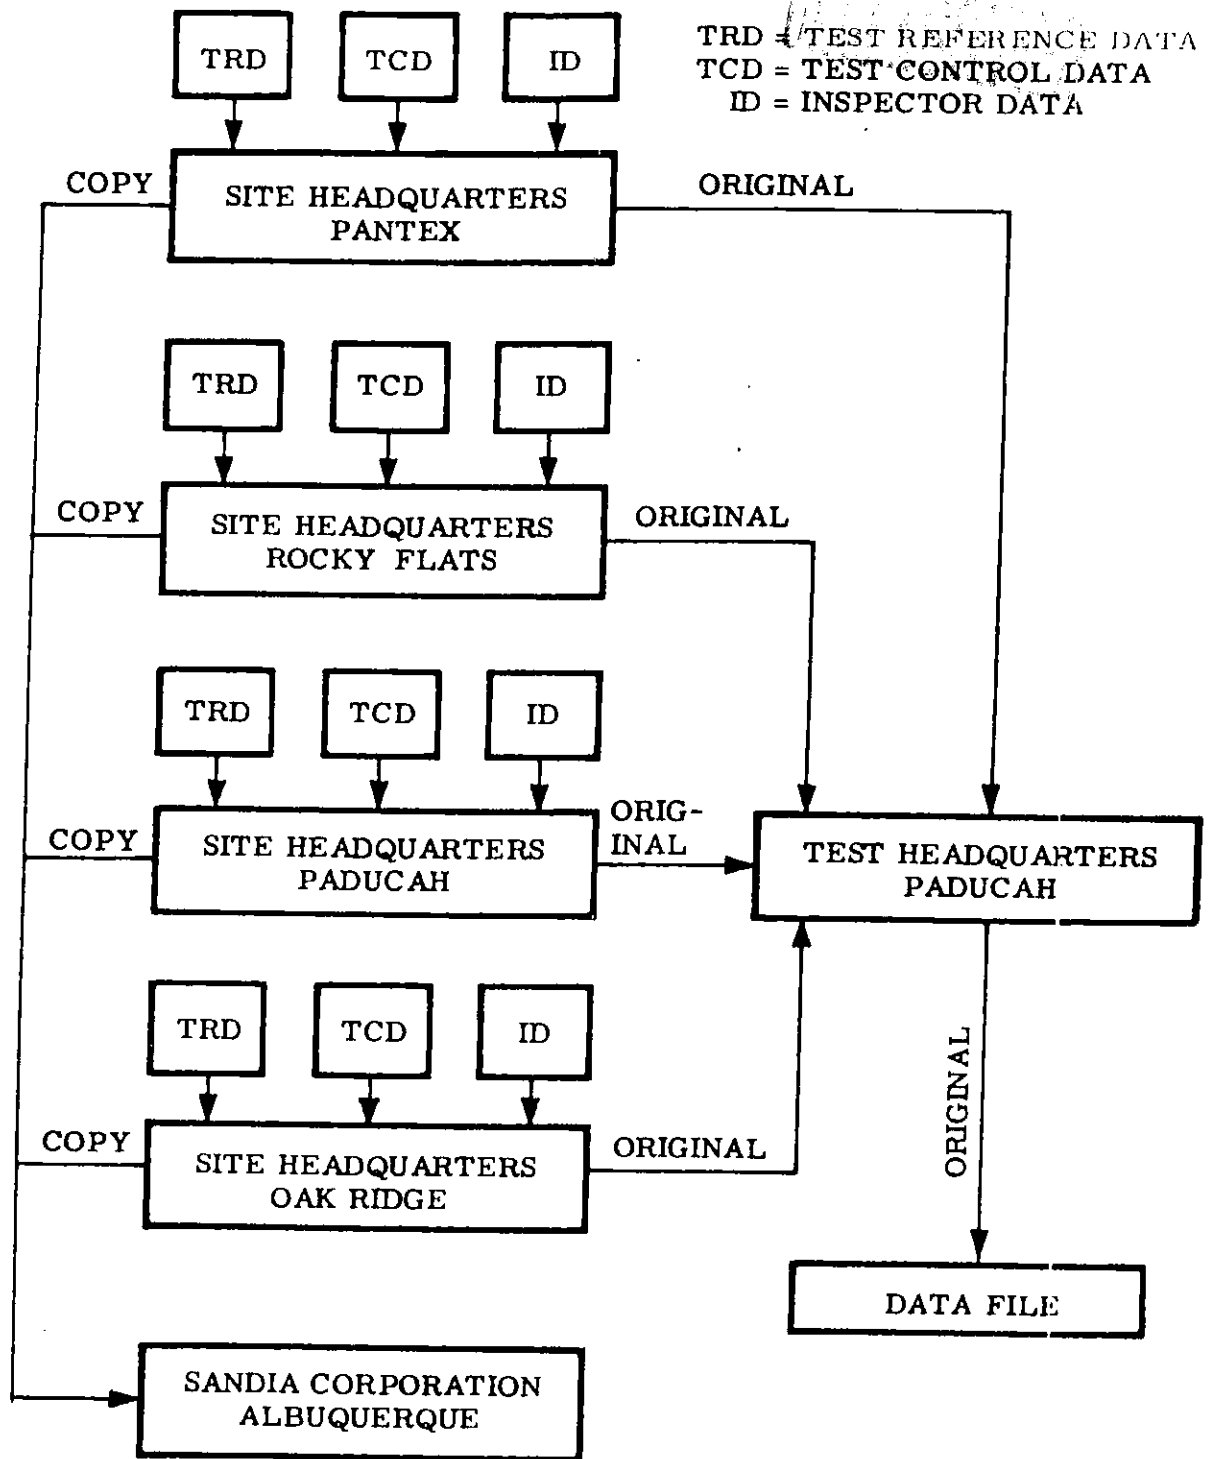 TRD TCD ID
TRD = TEST REFERENCE DATA
TCD = TEST CONTROL DATA
ID = INSPECTOR DATA
COPY
SITE HEADQUARTERS
PANTEX
ORIGINAL
TRD TCD ID
COPY
SITE HEADQUARTERS
ROCKY FLATS
ORIGINAL
TRD TCD ID
COPY
SITE HEADQUARTERS
PADUCAH
ORIG-
INAL
TEST HEADQUARTERS
PADUCAH
TRD TCD ID
COPY
SITE HEADQUARTERS
OAK RIDGE
ORIGINAL
ORIGINAL
DATA FILE
SANDIA CORPORATION
ALBUQUERQUE